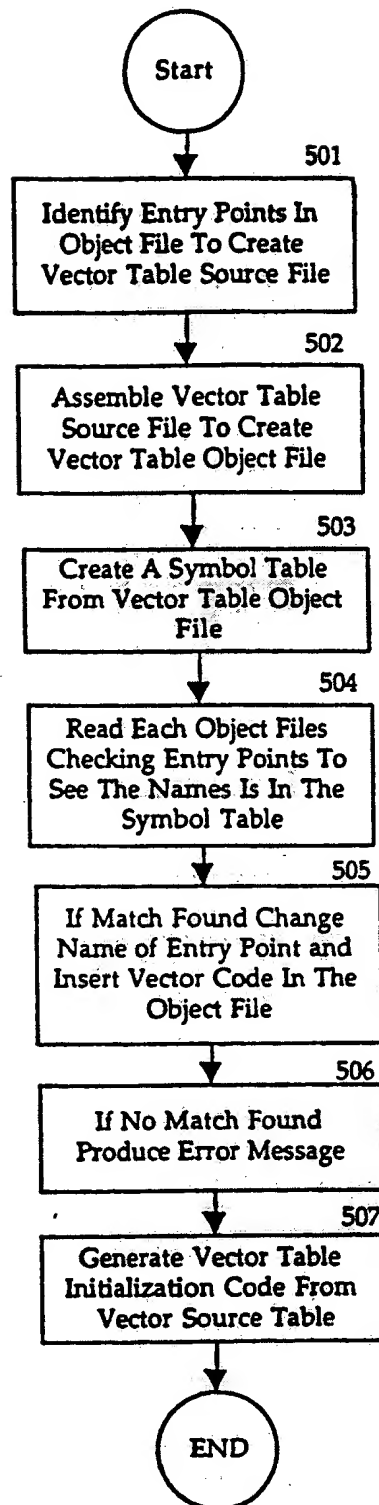 Start
501
Identify Entry Points In
Object File To Create
Vector Table Source File
502
Assemble Vector Table
Source File To Create
Vector Table Object File
503
Create A Symbol Table
From Vector Table Object
File
504
Read Each Object Files
Checking Entry Points To
See The Names Is In The
Symbol Table
505
If Match Found Change
Name of Entry Point and
Insert Vector Code In The
Object File
506
If No Match Found
Produce Error Message
507
Generate Vector Table
Initialization Code From
Vector Source Table
END